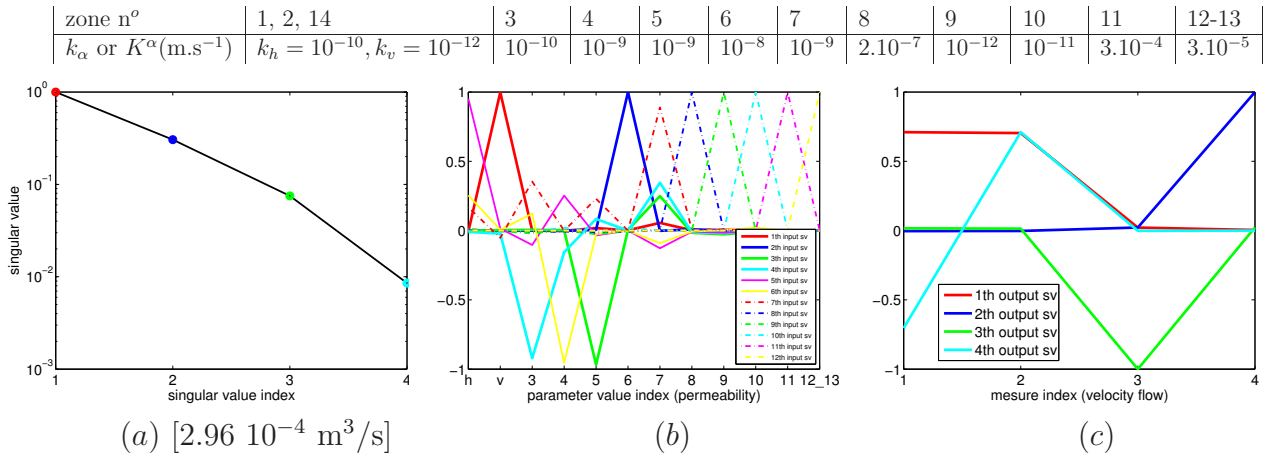 zone nᵒ 1, 2, 14 3 4 5 6 7 8 9 10 11 12-13
k_α or K^α(m.s⁻¹) k_h = 10⁻¹⁰, k_v = 10⁻¹² 10⁻¹⁰ 10⁻⁹ 10⁻⁹ 10⁻⁸ 10⁻⁹ 2.10⁻⁷ 10⁻¹² 10⁻¹¹ 3.10⁻⁴ 3.10⁻⁵
10⁰
10⁻¹
10⁻²
10⁻³
singular value
1 2 3 4
singular value index
(a) [2.96 10⁻⁴ m³/s]
1
0.5
0
−0.5
−1
1th input sv
2th input sv
3th input sv
4th input sv
5th input sv
6th input sv
7th input sv
8th input sv
9th input sv
10th input sv
11th input sv
12th input sv
h v 3 4 5 6 7 8 9 10 11 12_13
parameter value index (permeability)
(b)
1
0.5
0
−0.5
−1
1th output sv
2th output sv
3th output sv
4th output sv
1 2 3 4
mesure index (velocity flow)
(c)